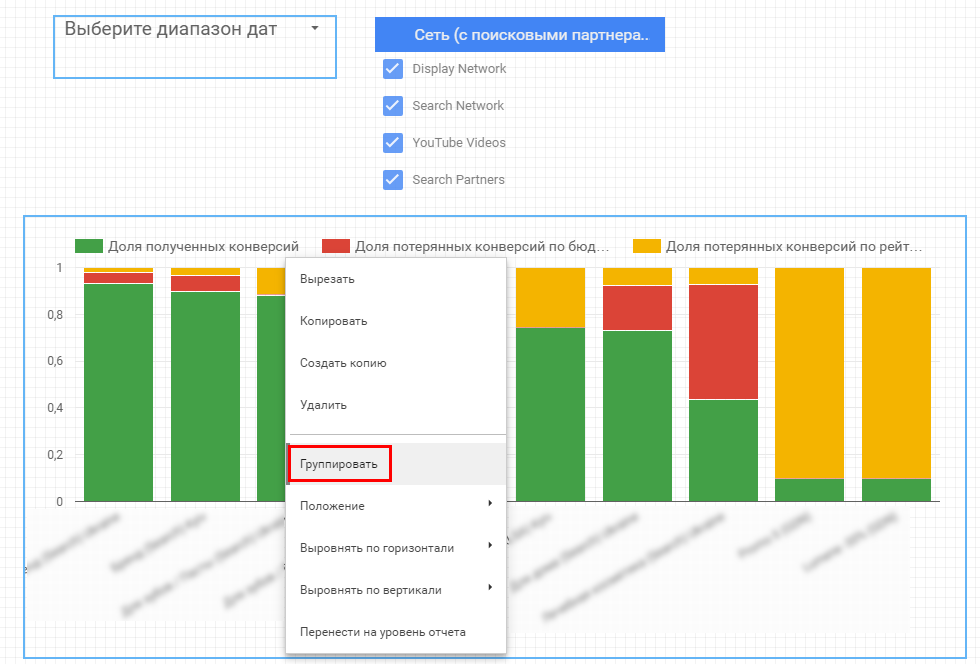 Выберите диапазон дат
Сеть (с поисковыми партнера..
Display Network
Search Network
YouTube Videos
Search Partners
Доля полученных конверсий
Доля потерянных конверсий по бюд...
Доля потерянных конверсий по рейт...
1
0,8
0,6
0,4
0,2
0
Вырезать
Копировать
Создать копию
Удалить
Группировать
Положение
Выровнять по горизонтали
Выровнять по вертикали
Перенести на уровень отчета